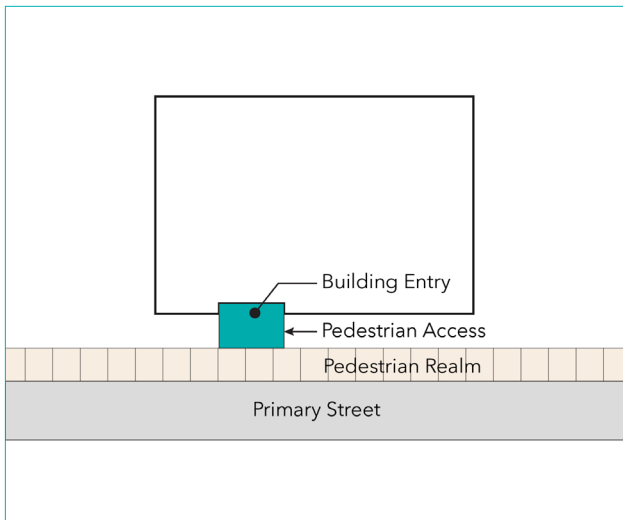 Building Entry
Pedestrian Access
Pedestrian Realm
Primary Street